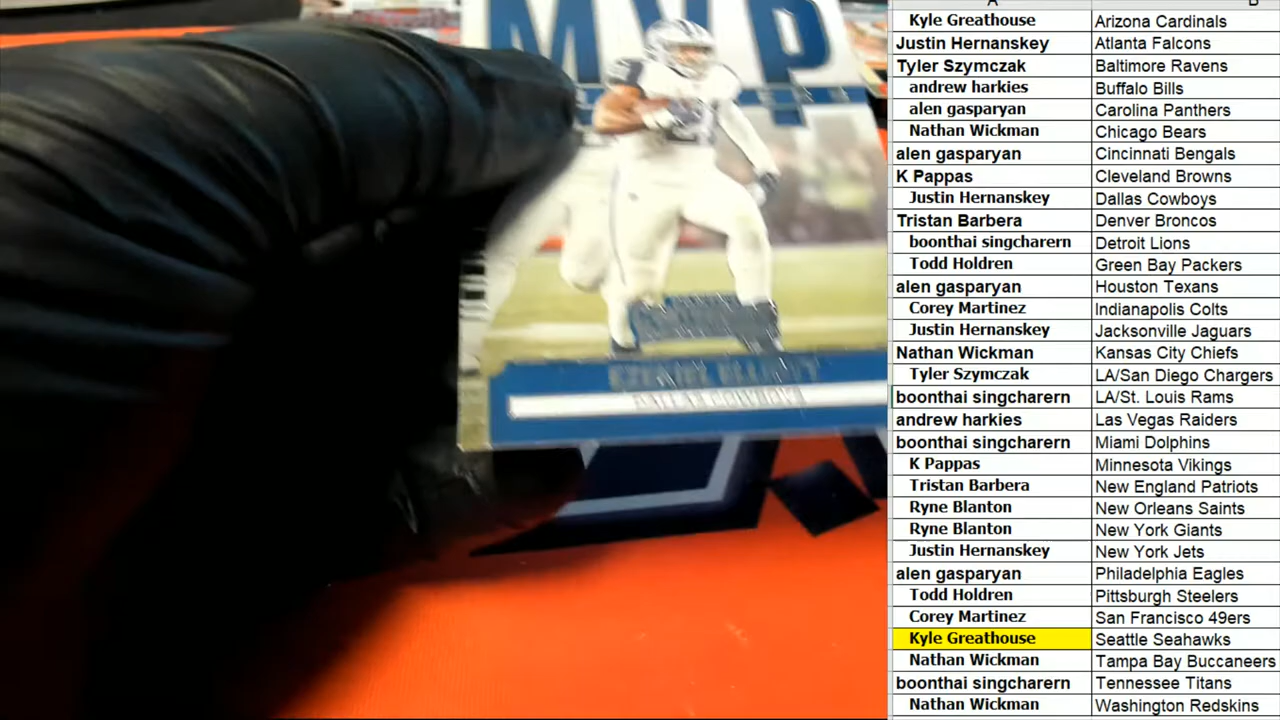 MVP
EZEKIEL ELLIOTT
DALLAS COWBOYS
A B
Kyle Greathouse Arizona Cardinals
Justin Hernanskey Atlanta Falcons
Tyler Szymczak Baltimore Ravens
andrew harkies Buffalo Bills
alen gasparyan Carolina Panthers
Nathan Wickman Chicago Bears
alen gasparyan Cincinnati Bengals
K Pappas Cleveland Browns
Justin Hernanskey Dallas Cowboys
Tristan Barbera Denver Broncos
boonthai singcharern Detroit Lions
Todd Holdren Green Bay Packers
alen gasparyan Houston Texans
Corey Martinez Indianapolis Colts
Justin Hernanskey Jacksonville Jaguars
Nathan Wickman Kansas City Chiefs
Tyler Szymczak LA/San Diego Chargers
boonthai singcharern LA/St. Louis Rams
andrew harkies Las Vegas Raiders
boonthai singcharern Miami Dolphins
K Pappas Minnesota Vikings
Tristan Barbera New England Patriots
Ryne Blanton New Orleans Saints
Ryne Blanton New York Giants
Justin Hernanskey New York Jets
alen gasparyan Philadelphia Eagles
Todd Holdren Pittsburgh Steelers
Corey Martinez San Francisco 49ers
Kyle Greathouse Seattle Seahawks
Nathan Wickman Tampa Bay Buccaneers
boonthai singcharern Tennessee Titans
Nathan Wickman Washington Redskins